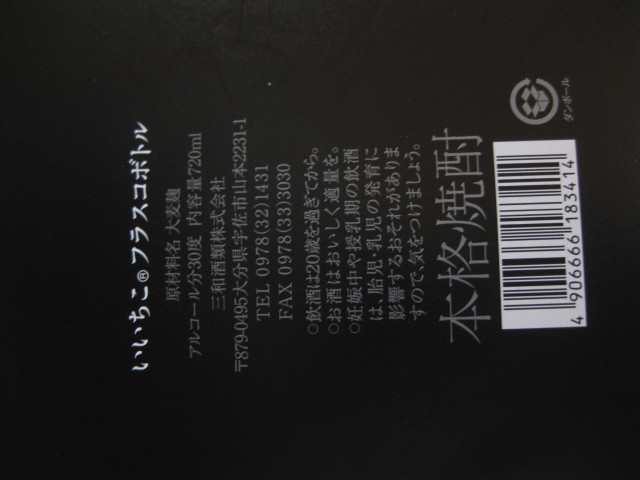 いいちこ®フラスコボトル
原材料名 大麦麹
アルコール分30度 内容量720ml
三和酒類株式会社
〒879-0495大分県宇佐市山本2231-1
TEL 0978(32)1431
FAX 0978(33)3030
○飲酒は20歳を過ぎてから。
○お酒はおいしく適量を。
○妊娠中や授乳期の飲酒
は、胎児・乳児の発育に
影響するおそれがありま
すので、気をつけましょう。
本格焼酎
4 906666 183414
ダンボール